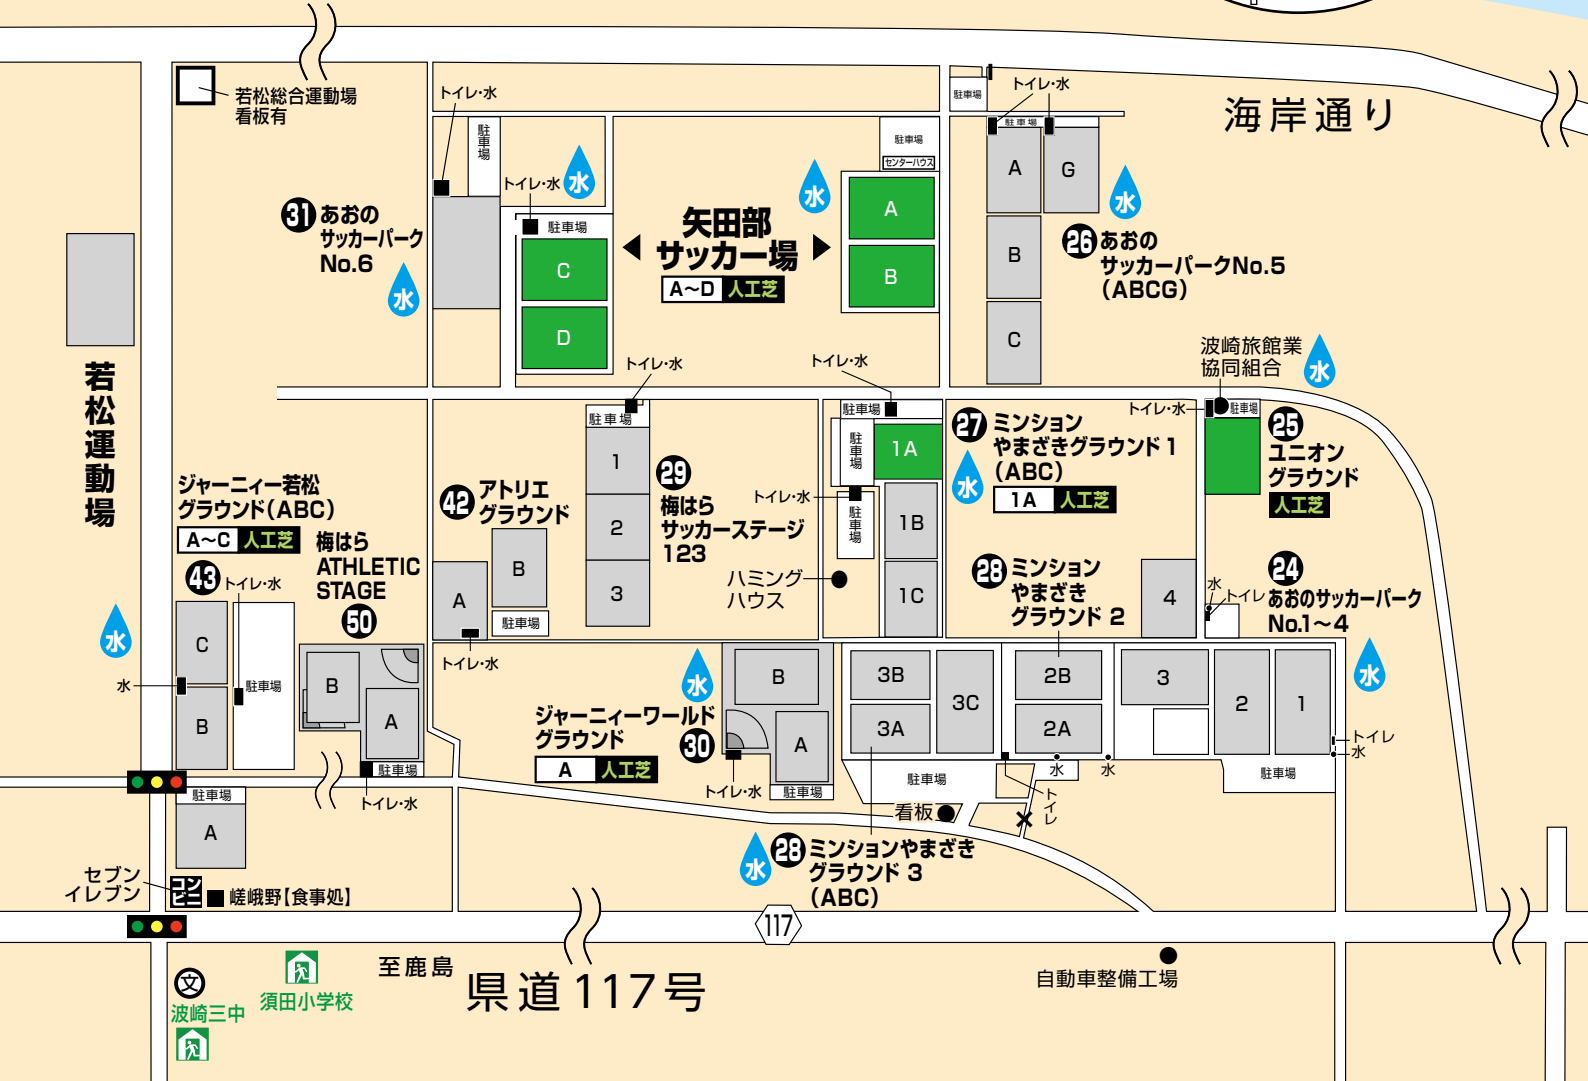 若松総合運動場
看板有
トイレ・水
駐車場
トイレ・水
水
31 あおの
サッカーパーク
No.6
水
駐車場
C
D
矢田部
サッカー場
A〜D 人工芝
水
駐車場
センターハウス
A
B
駐車場
トイレ・水
駐車場
A
G
B
C
水
26 あおの
サッカーパークNo.5
(ABCG)
海岸通り
波崎旅館業
協同組合
水
若松運動場
トイレ・水
駐車場
1
2
3
29
梅はら
サッカーステージ
123
トイレ・水
駐車場
駐車場
1A
トイレ・水
駐車場
1B
1C
ハミング
ハウス
27 ミンション
やまざきグラウンド1
(ABC)
1A 人工芝
水
トイレ・水
駐車場
25
ユニオン
グラウンド
人工芝
ジャーニィー若松
グラウンド(ABC)
A〜C 人工芝
43
トイレ・水
梅はら
ATHLETIC
STAGE
50
42 アトリエ
グラウンド
A
B
駐車場
トイレ・水
28 ミンション
やまざき
グラウンド 2
4
水
トイレ
24
あおのサッカーパーク
No.1〜4
水
水
C
B
水
駐車場
B
A
駐車場
トイレ・水
水
B
A
ジャーニィーワールド
グラウンド
30
A 人工芝
トイレ・水
駐車場
3B
3A
3C
2B
2A
3
2
1
トイレ
水
駐車場
水
水
トイレ
駐車場
看板
水
28 ミンションやまざき
グラウンド 3
(ABC)
駐車場
A
セブン
イレブン
コン
ビニ
嵯峨野【食事処】
117
文
波崎三中
須田小学校
至鹿島
県道117号
自動車整備工場